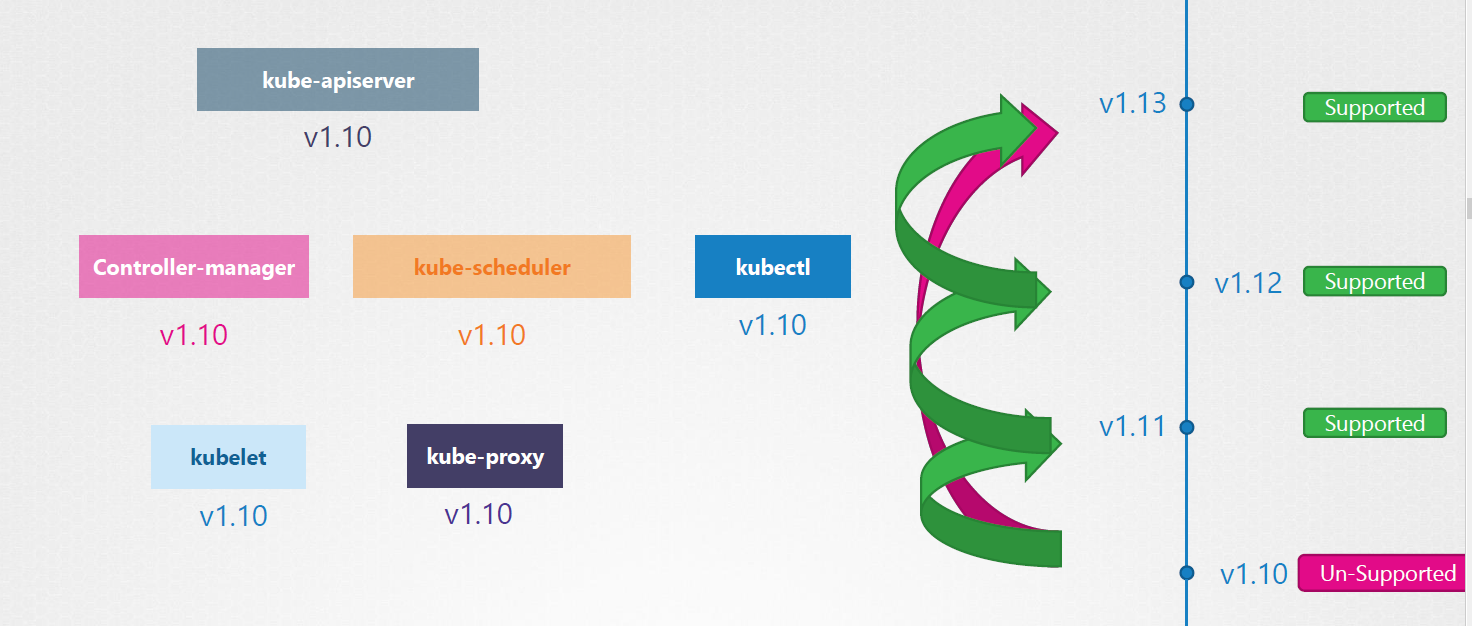 kube-apiserver
v1.10
Controller-manager
v1.10
kube-scheduler
v1.10
kubectl
v1.10
kubelet
v1.10
kube-proxy
v1.10
v1.13
Supported
v1.12
Supported
v1.11
Supported
v1.10
Un-Supported